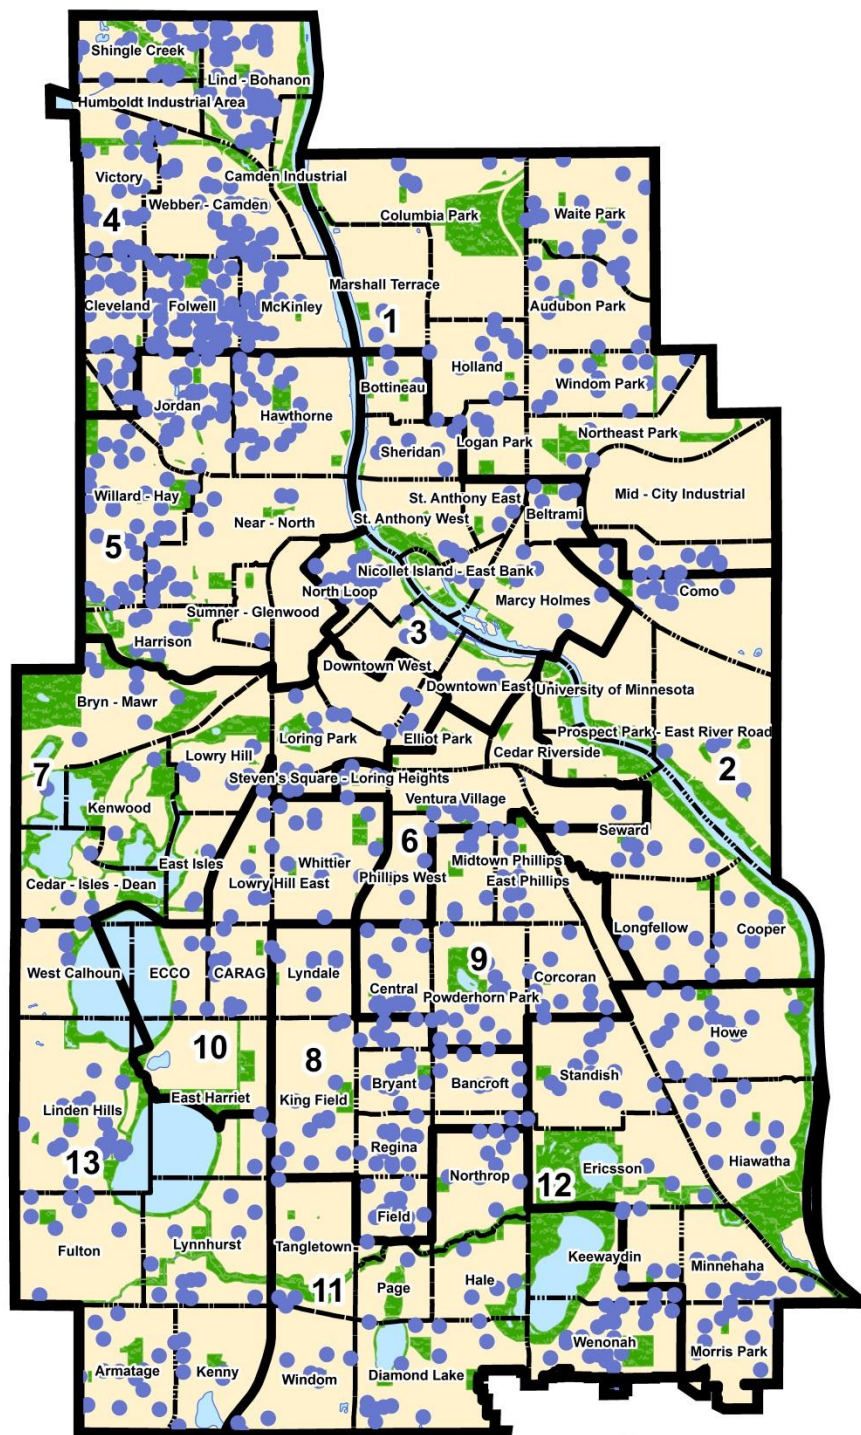 Shingle Creek
Lind - Bohanon
Humboldt Industrial Area
Victory
Camden Industrial
Webber - Camden
4
Columbia Park
Waite Park
Marshall Terrace
Cleveland
Folwell
McKinley
1
Audubon Park
Bottineau
Holland
Windom Park
Jordan
Hawthorne
Sheridan
Logan Park
Northeast Park
Willard - Hay
Near - North
St. Anthony East
St. Anthony West
Beltrami
Mid - City Industrial
5
Nicollet Island - East Bank
North Loop
Marcy Holmes
Como
Sumner - Glenwood
Harrison
3
Downtown West
Downtown East
University of Minnesota
Bryn - Mawr
Prospect Park - East River Road
Loring Park
Elliot Park
Cedar Riverside
Lowry Hill
7
Steven's Square - Loring Heights
2
Kenwood
Ventura Village
Seward
6
East Isles
Whittier
Midtown Phillips
Cedar - Isles - Dean
Lowry Hill East
Phillips West
East Phillips
Longfellow
Cooper
West Calhoun
ECCO
CARAG
Lyndale
Central
9
Powderhorn Park
Corcoran
Howe
10
8
Bryant
Bancroft
Standish
King Field
East Harriet
Linden Hills
Regina
13
Northrop
12
Ericsson
Hiawatha
Field
Fulton
Lynnhurst
Tangletown
Keewaydin
Minnehaha
11
Page
Hale
Wenonah
Morris Park
Armatage
Kenny
Windom
Diamond Lake